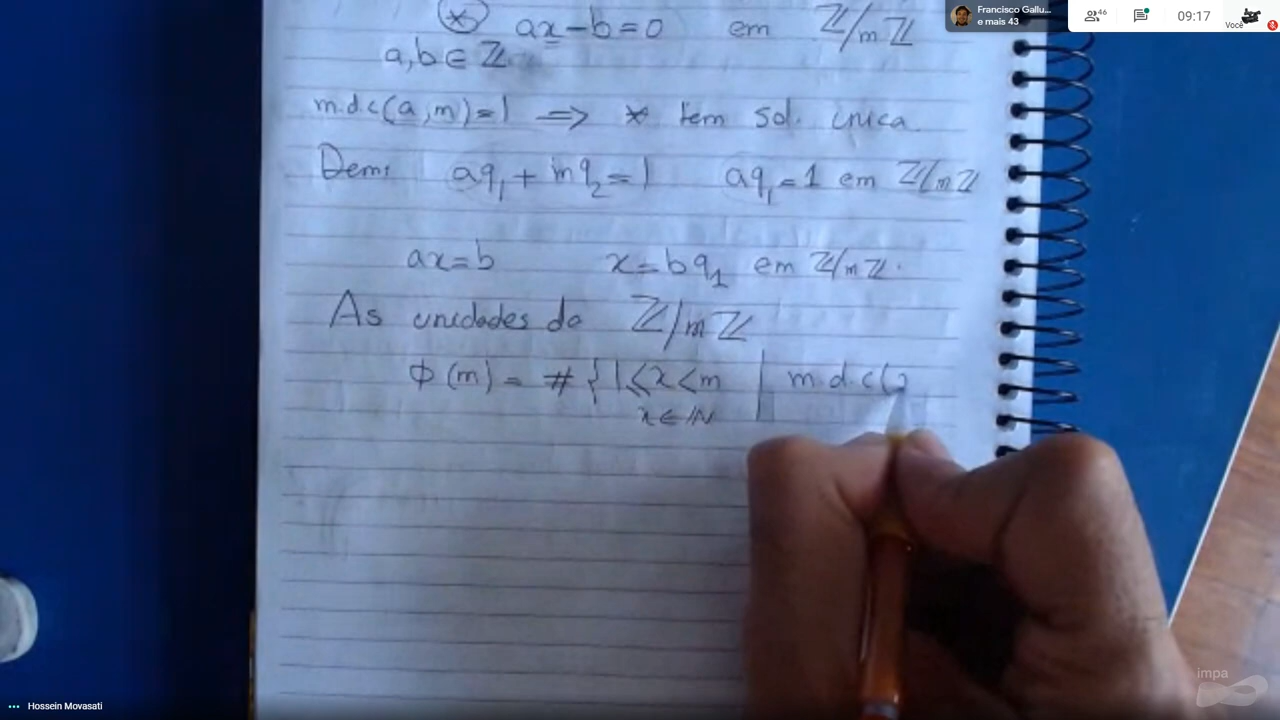 Francisco Gallu...
e mais 43
46
09:17
Você
⊛ ax-b=0 em ℤ/mℤ
a,b∈ℤ.
m.d.c(a,m)=1 ⟹ * tem sol. única.
Dem: aq₁+mq₂=1 aq₁=1 em ℤ/mℤ
ax=b x=bq₁ em ℤ/mℤ.
As unidades do ℤ/mℤ
Φ(m) = #{1⩽x<m | m.d.c(
x∈ℕ
impa
Hossein Movasati